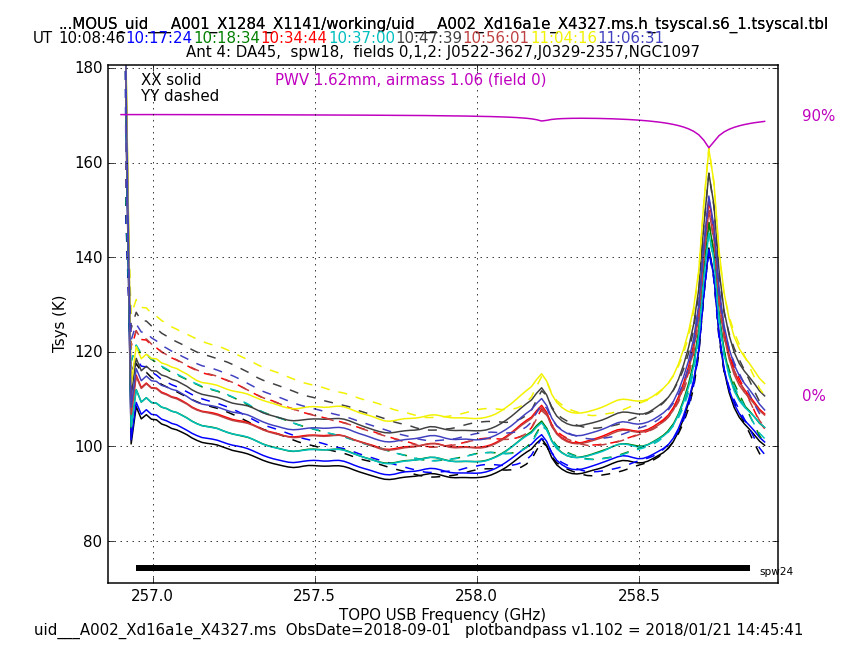 ...MOUS_uid___A001_X1284_X1141/working/uid___A002_Xd16a1e_X4327.ms.h_tsyscal.s6_1.tsyscal.tbl
UT 10:08:46 10:17:24 10:18:34 10:34:44 10:37:00 10:47:39 10:56:01 11:04:16 11:06:31
Ant 4: DA45,  spw18,  fields 0,1,2: J0522-3627,J0329-2357,NGC1097
XX solid
YY dashed
PWV 1.62mm, airmass 1.06 (field 0)
90%
0%
180
160
140
120
100
80
Tsys (K)
spw24
257.0 257.5 258.0 258.5
TOPO USB Frequency (GHz)
uid___A002_Xd16a1e_X4327.ms  ObsDate=2018-09-01   plotbandpass v1.102 = 2018/01/21 14:45:41